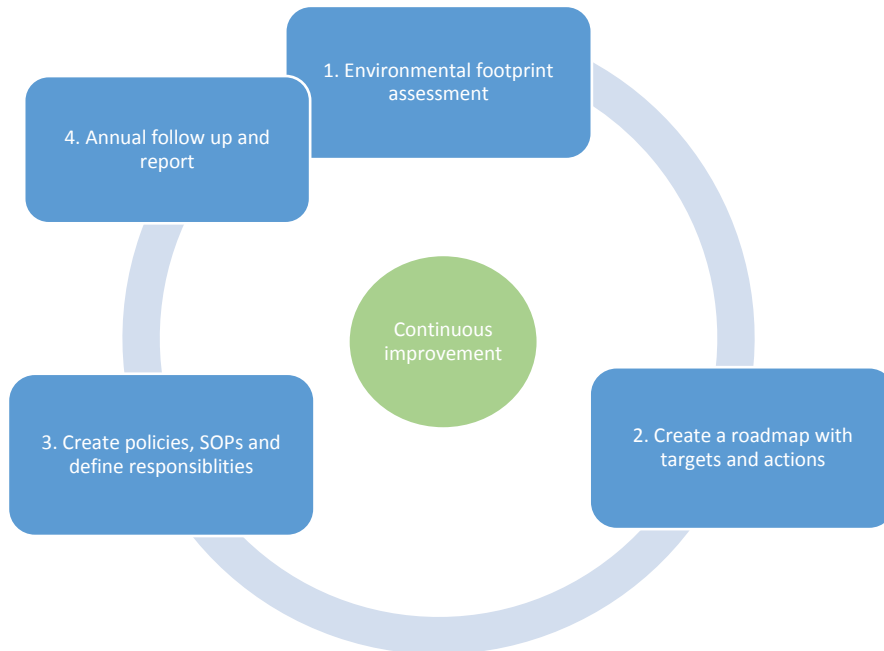 1. Environmental footprint
assessment
4. Annual follow up and
report
Continuous
improvement
3. Create policies, SOPs and
define responsiblities
2. Create a roadmap with
targets and actions